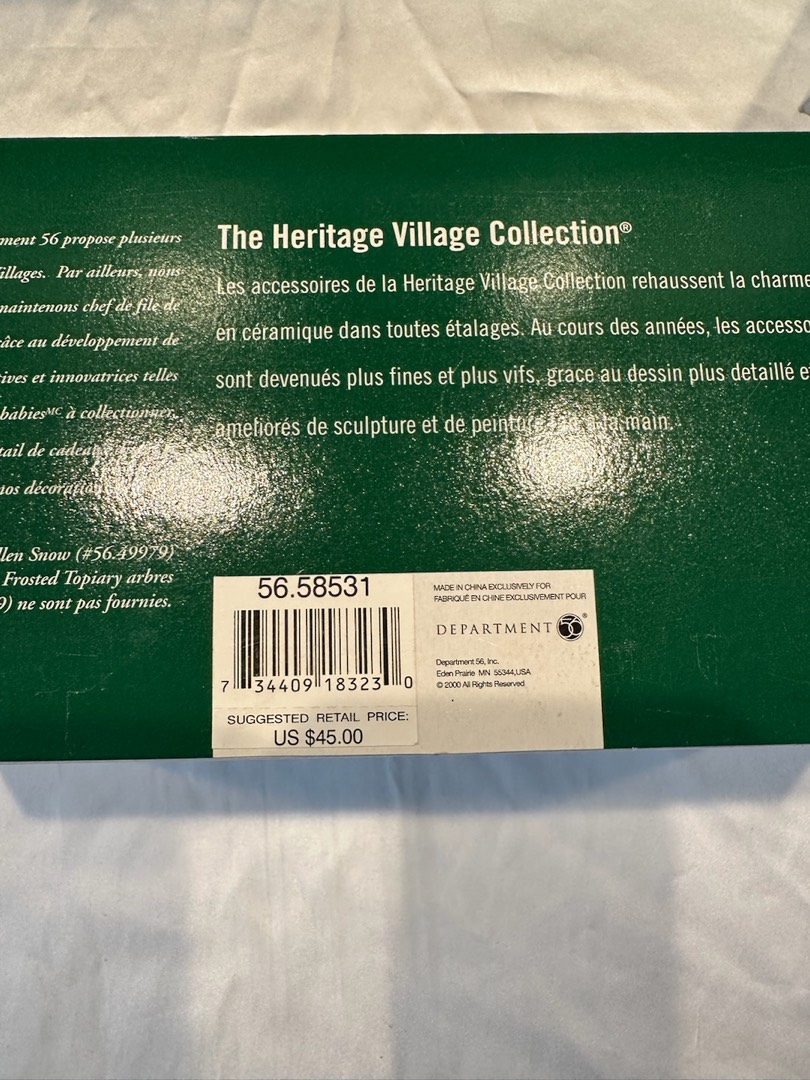 ment 56 propose plusieurs
illages. Par ailleurs, nous
maintenons chef de file de
âce au développement de
tives et innovatrices telles
babies MC à collectionner,
tail de cadeau
nos décoration
llen Snow (#56.49979)
Frosted Topiary arbres
9) ne sont pas fournies.
The Heritage Village Collection®
Les accessoires de la Heritage Village Collection rehaussent la charme
en céramique dans toutes étalages. Au cours des années, les accesso
sont devenués plus fines et plus vifs, grace au dessin plus detaillé e
ameliorés de sculpture et de peinture la main.
56.58531
7 34409 18323 0
SUGGESTED RETAIL PRICE:
US $45.00
MADE IN CHINA EXCLUSIVELY FOR
FABRIQUÉ EN CHINE EXCLUSIVEMENT POUR
DEPARTMENT 56®
Department 56, Inc.
Eden Prairie MN 55344,USA
© 2000 All Rights Reserved